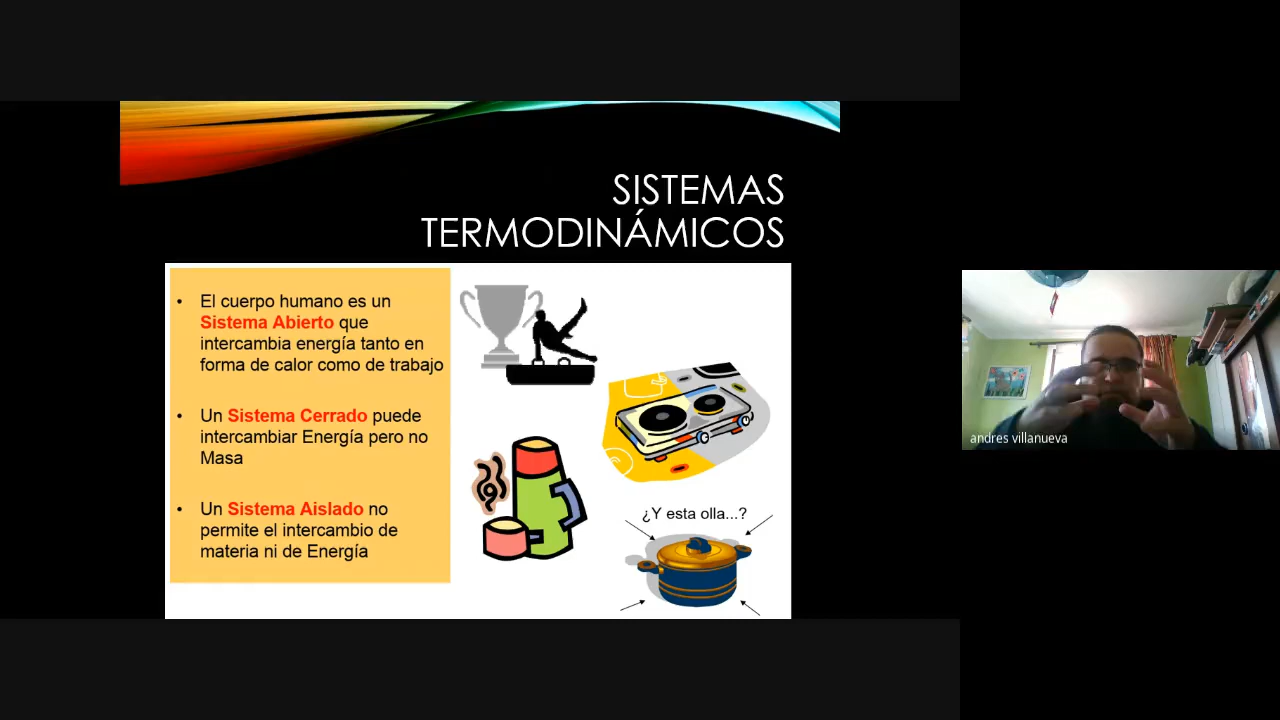 SISTEMAS
TERMODINÁMICOS
• El cuerpo humano es un
Sistema Abierto que
intercambia energía tanto en
forma de calor como de trabajo
• Un Sistema Cerrado puede
intercambiar Energía pero no
Masa
• Un Sistema Aislado no
permite el intercambio de
materia ni de Energía
¿Y esta olla...?
andres villanueva